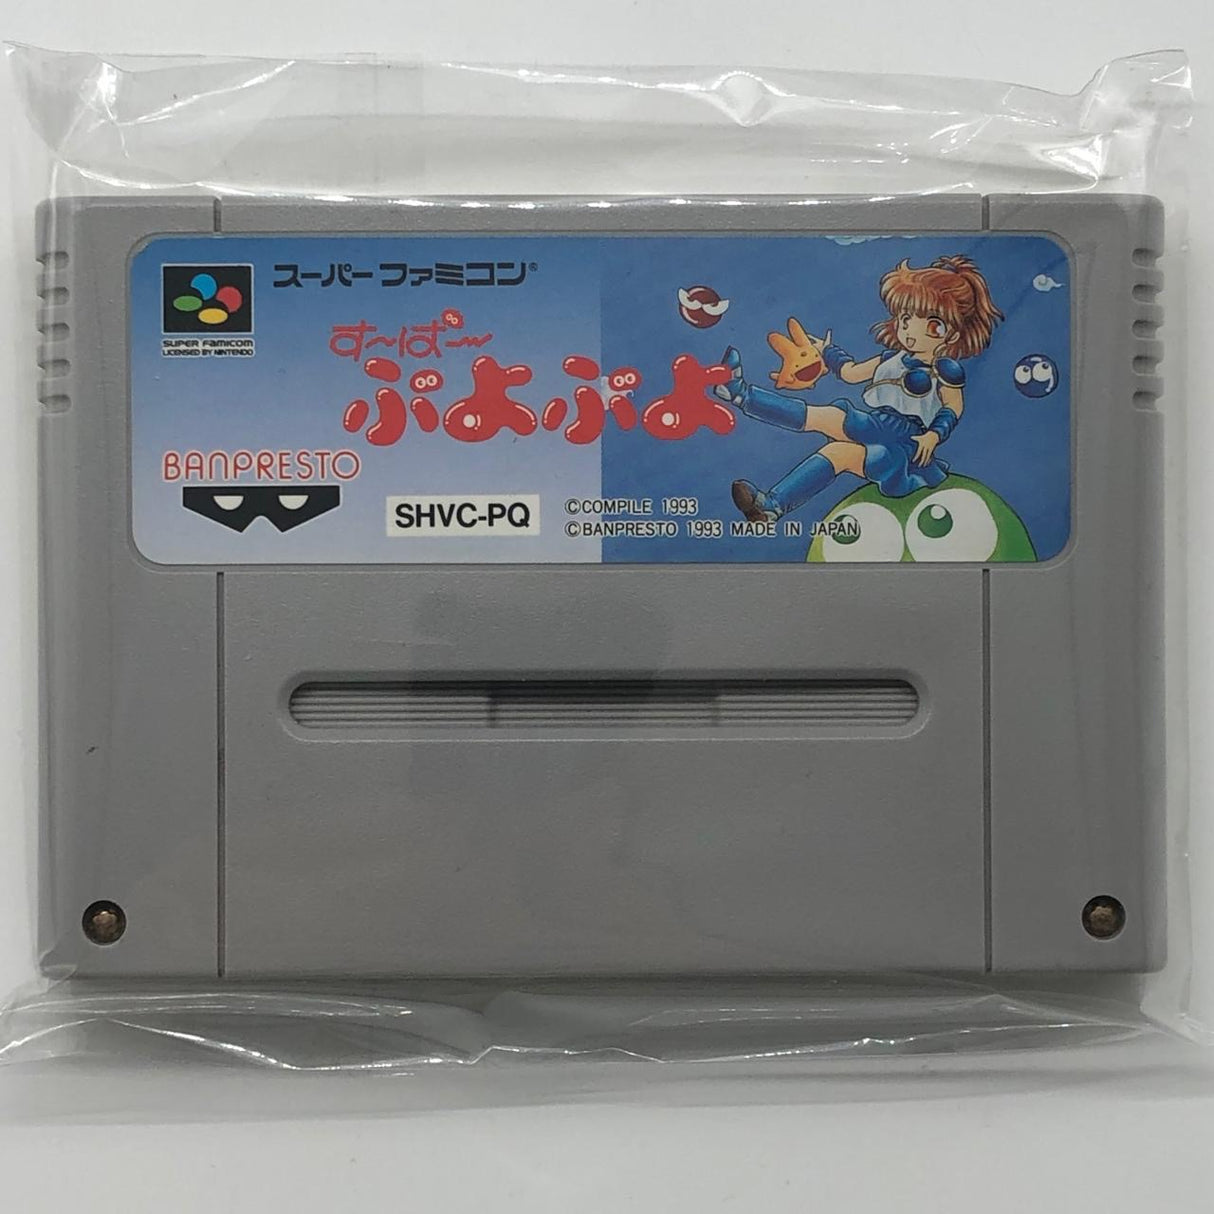 スーパーファミコン®
SUPER FAMICOM
LICENSED BY NINTENDO
す〜ぱ〜
ぷよぷよ
BANPRESTO
SHVC-PQ
©COMPILE 1993
©BANPRESTO 1993 MADE IN JAPAN